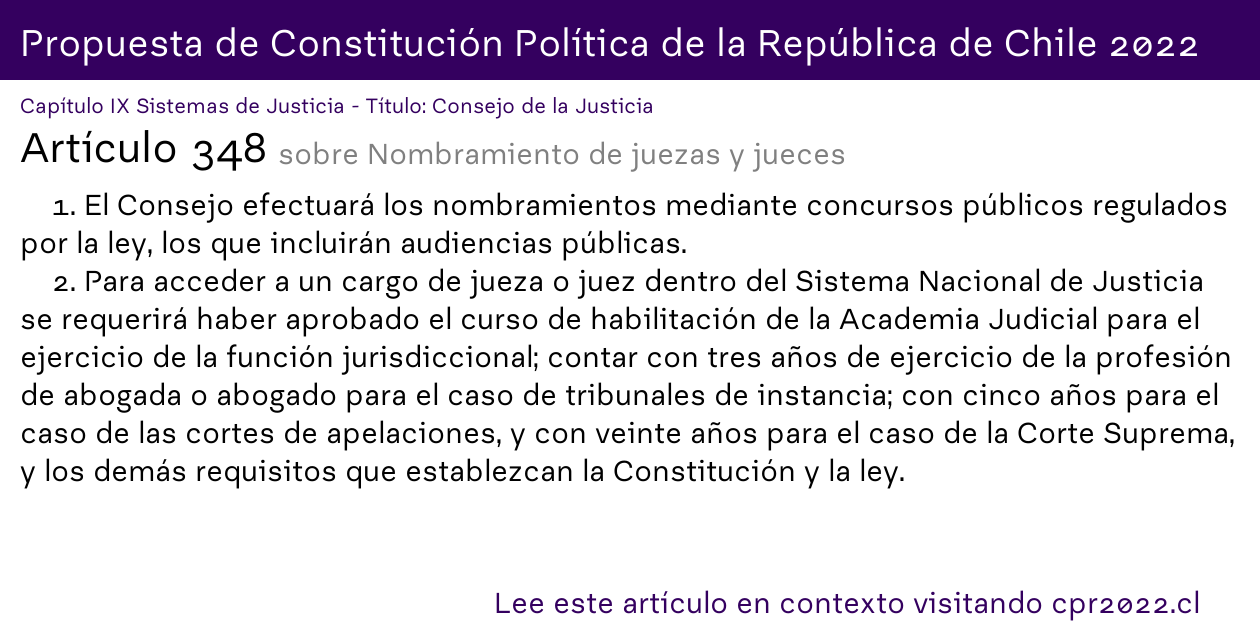 Propuesta de Constitución Política de la República de Chile 2022
Capítulo IX Sistemas de Justicia - Título: Consejo de la Justicia
Artículo 348 sobre Nombramiento de juezas y jueces
1. El Consejo efectuará los nombramientos mediante concursos públicos regulados
por la ley, los que incluirán audiencias públicas.
2. Para acceder a un cargo de jueza o juez dentro del Sistema Nacional de Justicia
se requerirá haber aprobado el curso de habilitación de la Academia Judicial para el
ejercicio de la función jurisdiccional; contar con tres años de ejercicio de la profesión
de abogada o abogado para el caso de tribunales de instancia; con cinco años para el
caso de las cortes de apelaciones, y con veinte años para el caso de la Corte Suprema,
y los demás requisitos que establezcan la Constitución y la ley.
Lee este artículo en contexto visitando cpr2022.cl